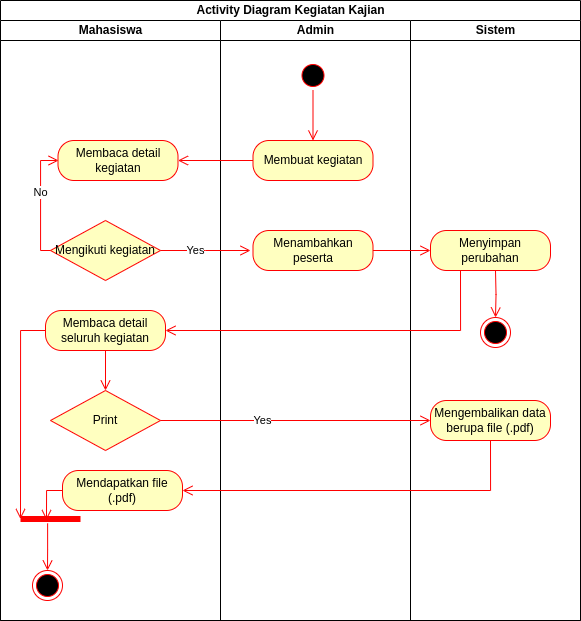 Activity Diagram Kegiatan Kajian
Mahasiswa
Admin
Sistem
Membaca detail
kegiatan
Membuat kegiatan
No
Mengikuti kegiatan
Yes
Menambahkan
peserta
Menyimpan
perubahan
Membaca detail
seluruh kegiatan
Print
Yes
Mengembalikan data
berupa file (.pdf)
Mendapatkan file
(.pdf)